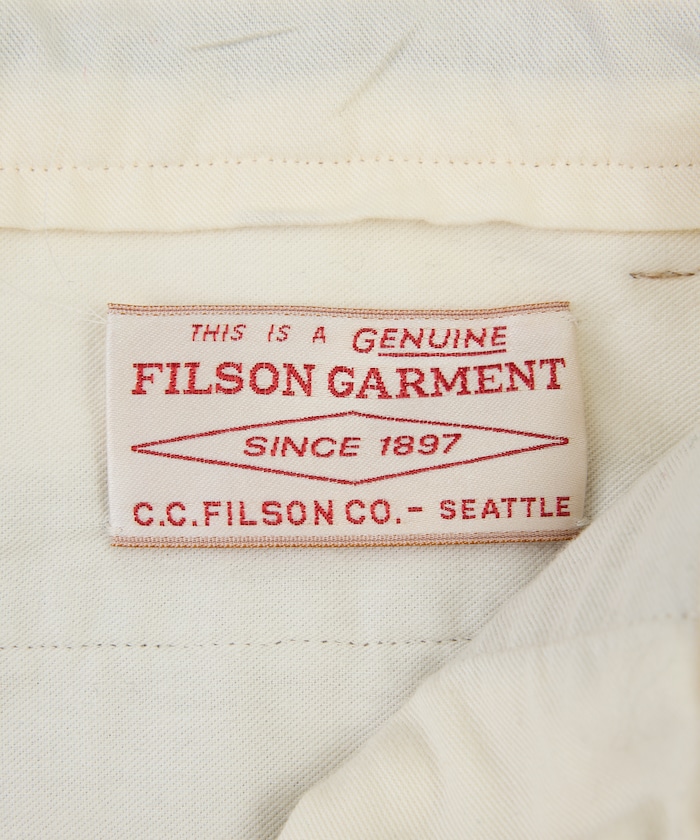 THIS IS A GENUINE
FILSON GARMENT
SINCE 1897
C.C.FILSON CO.- SEATTLE